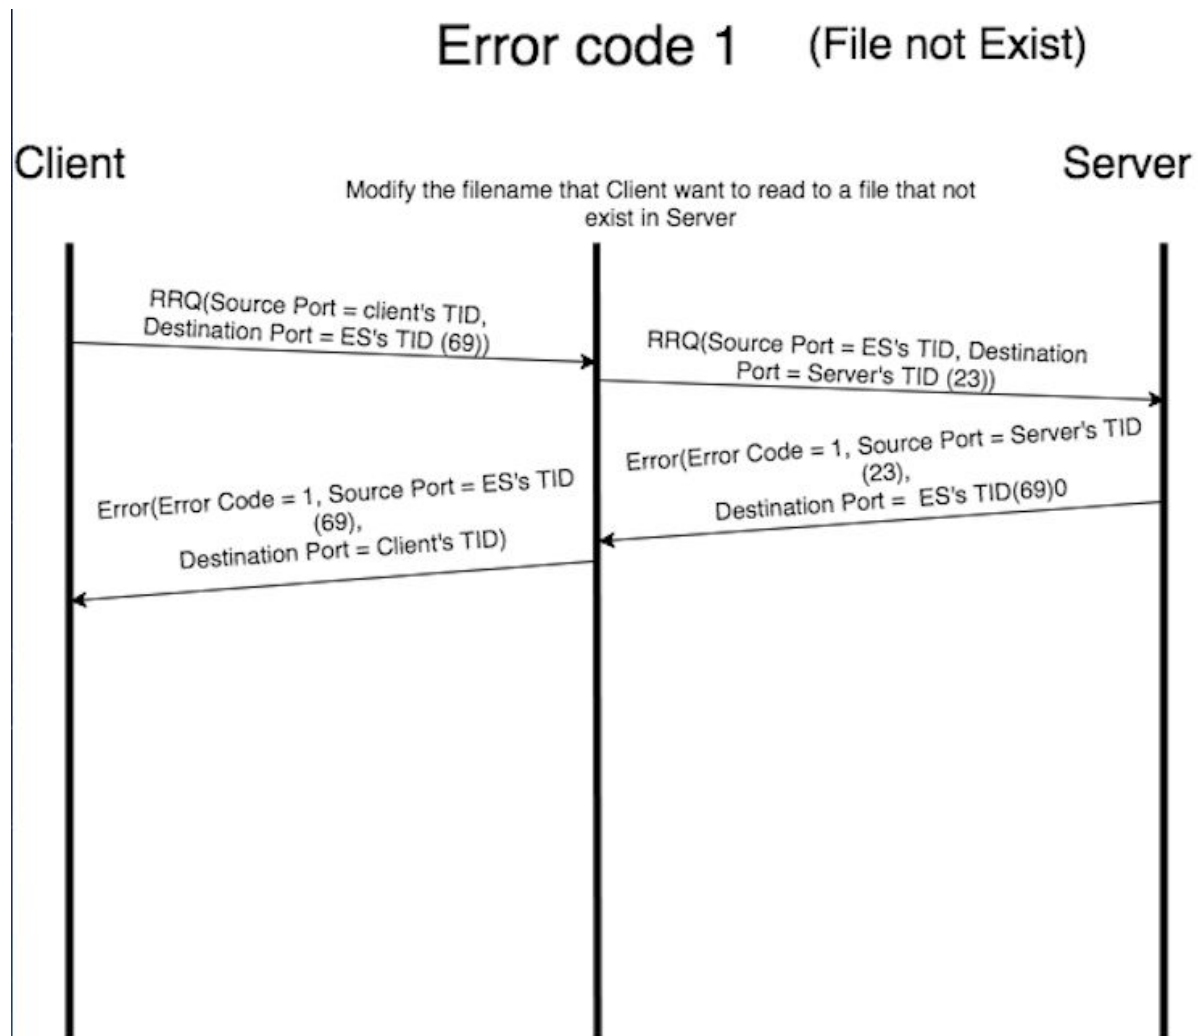 Error code 1 (File not Exist)
Client
Server
Modify the filename that Client want to read to a file that not
exist in Server
RRQ(Source Port = client's TID,
Destination Port = ES's TID (69))
RRQ(Source Port = ES's TID, Destination
Port = Server's TID (23))
Error(Error Code = 1, Source Port = Server's TID
(23),
Destination Port = ES's TID(69)0
Error(Error Code = 1, Source Port = ES's TID
(69),
Destination Port = Client's TID)